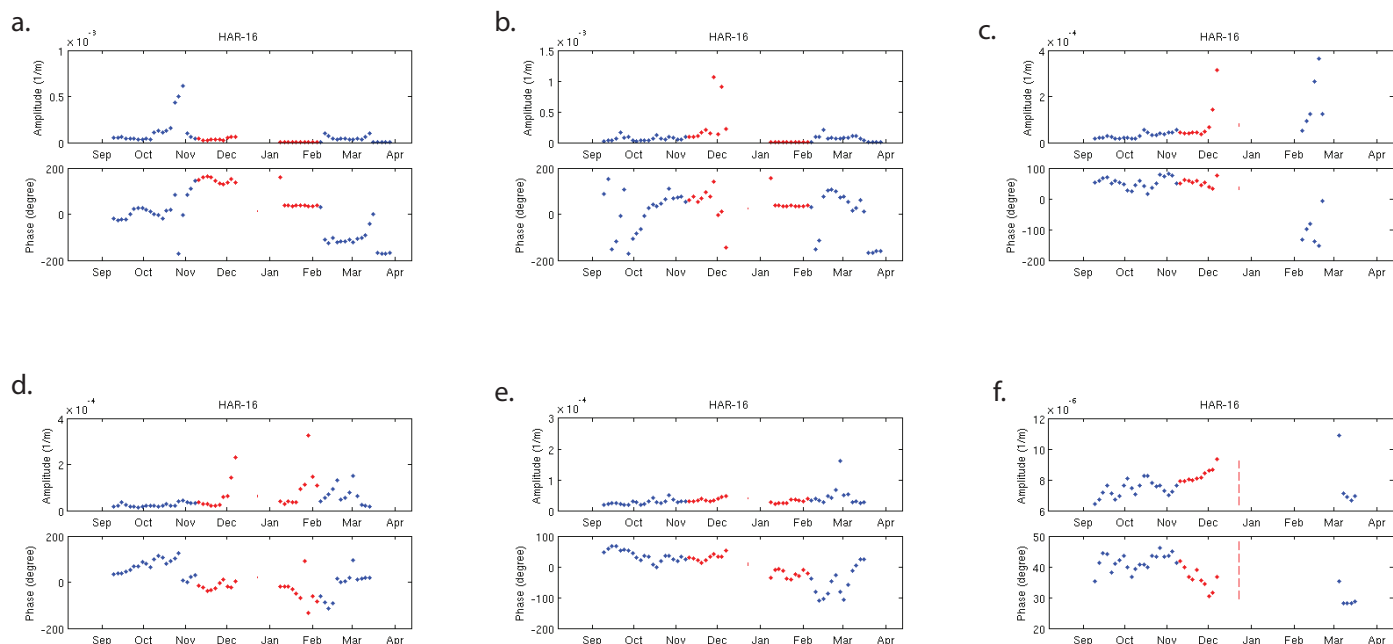 a.
× 10⁻³
HAR-16
1
0.5
0
Amplitude (1/m)
Sep Oct Nov Dec Jan Feb Mar Apr
200
0
-200
Phase (degree)
Sep Oct Nov Dec Jan Feb Mar Apr
b.
× 10⁻³
HAR-16
1.5
1
0.5
0
Amplitude (1/m)
Sep Oct Nov Dec Jan Feb Mar Apr
200
0
-200
Phase (degree)
Sep Oct Nov Dec Jan Feb Mar Apr
c.
× 10⁻⁴
HAR-16
4
2
0
Amplitude (1/m)
Sep Oct Nov Dec Jan Feb Mar Apr
100
0
-100
-200
Phase (degree)
Sep Oct Nov Dec Jan Feb Mar Apr
d.
× 10⁻⁴
HAR-16
4
2
0
Amplitude (1/m)
Sep Oct Nov Dec Jan Feb Mar Apr
200
0
-200
Phase (degree)
Sep Oct Nov Dec Jan Feb Mar Apr
e.
× 10⁻⁴
HAR-16
3
2
1
0
Amplitude (1/m)
Sep Oct Nov Dec Jan Feb Mar Apr
100
0
-100
-200
Phase (degree)
Sep Oct Nov Dec Jan Feb Mar Apr
f.
× 10⁻⁶
HAR-16
12
10
8
6
Amplitude (1/m)
Sep Oct Nov Dec Jan Feb Mar Apr
50
40
30
20
Phase (degree)
Sep Oct Nov Dec Jan Feb Mar Apr